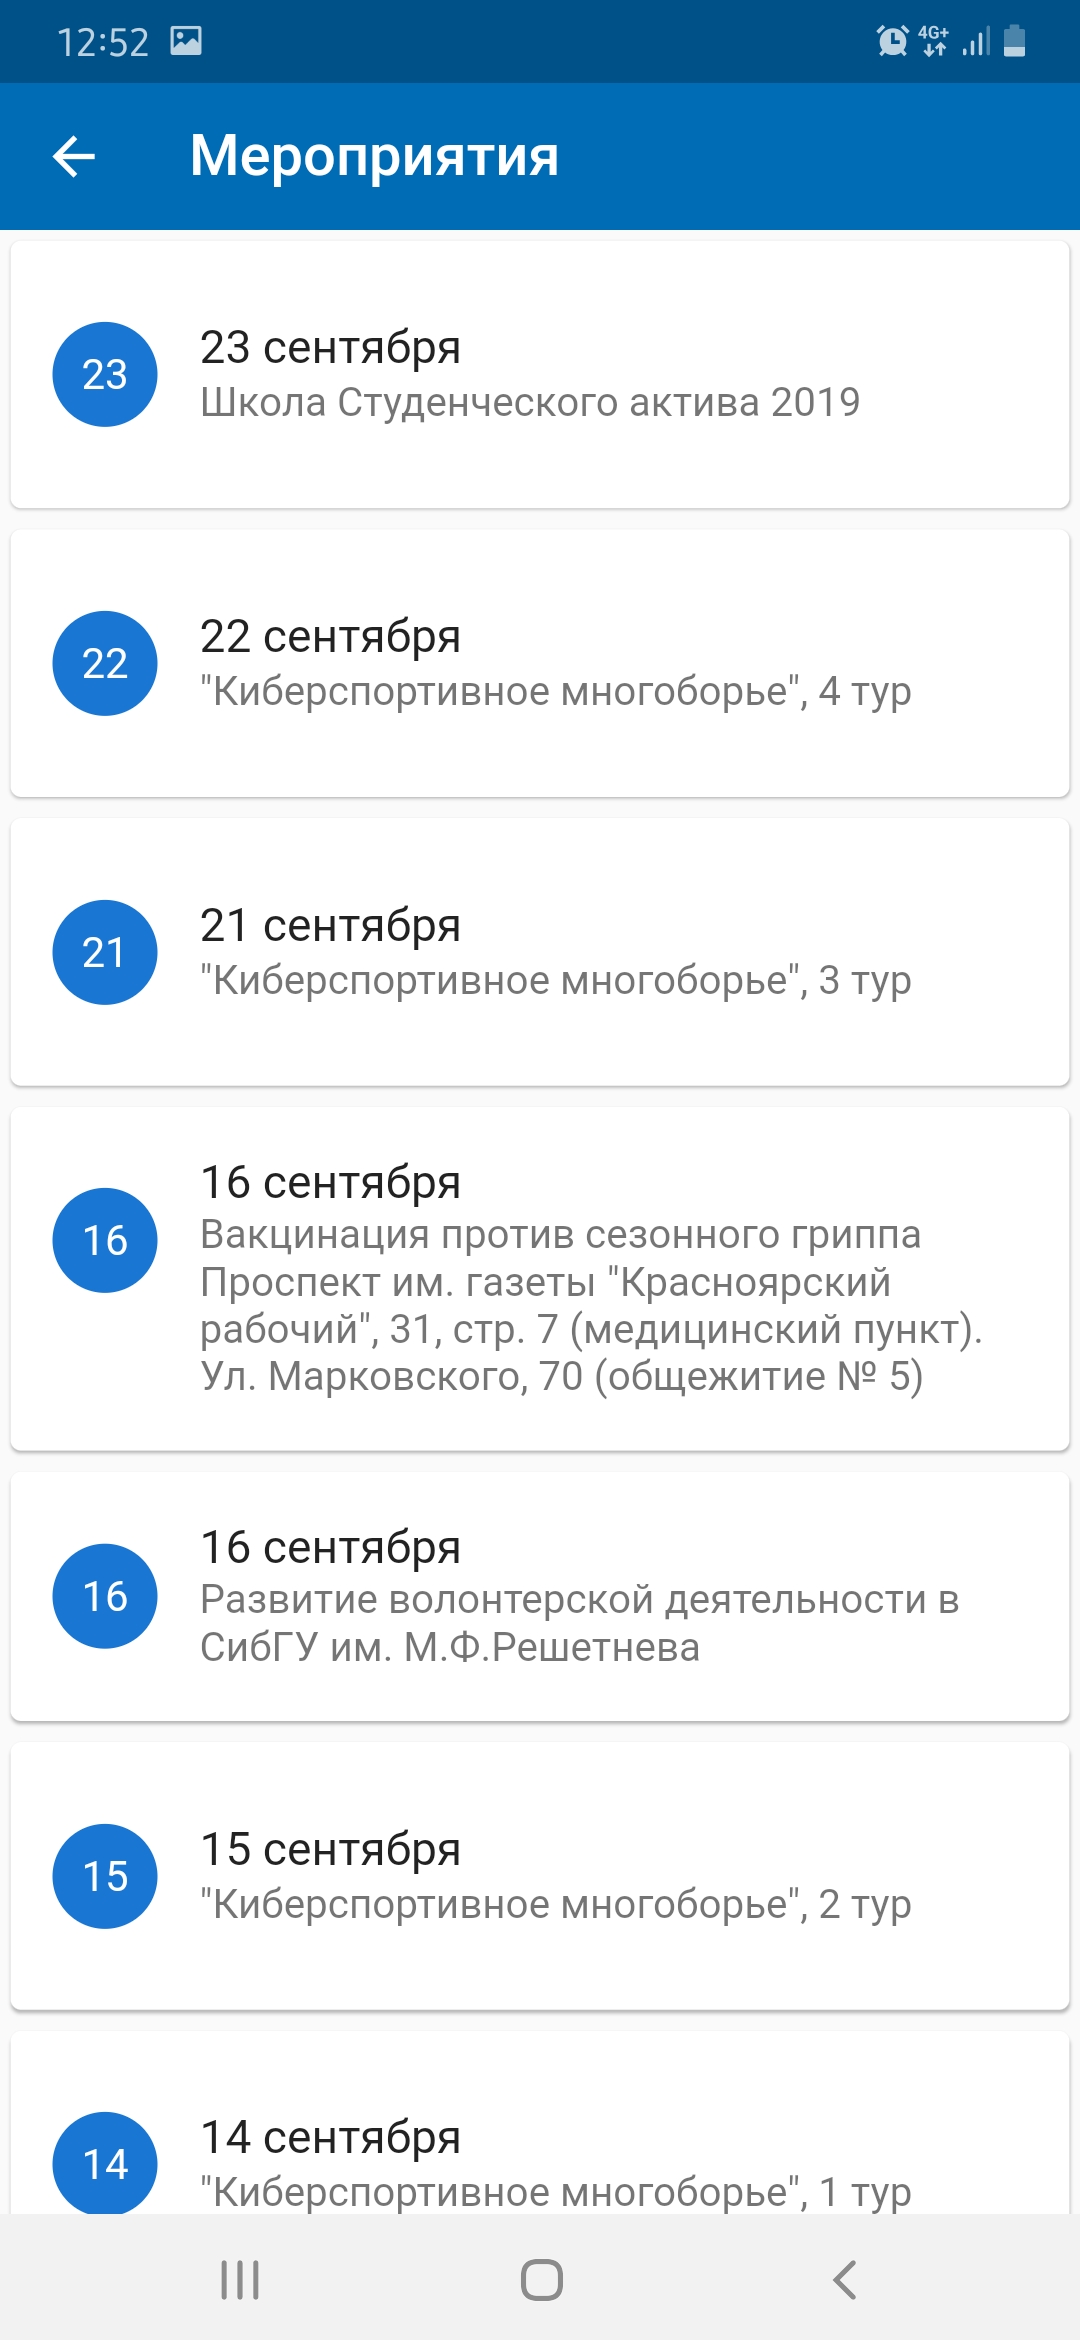 12:52
4G+
Мероприятия
23
23 сентября
Школа Студенческого актива 2019
22
22 сентября
"Киберспортивное многоборье", 4 тур
21
21 сентября
"Киберспортивное многоборье", 3 тур
16
16 сентября
Вакцинация против сезонного гриппа
Проспект им. газеты "Красноярский
рабочий", 31, стр. 7 (медицинский пункт).
Ул. Марковского, 70 (общежитие № 5)
16
16 сентября
Развитие волонтерской деятельности в
СибГУ им. М.Ф.Решетнева
15
15 сентября
"Киберспортивное многоборье", 2 тур
14
14 сентября
"Киберспортивное многоборье", 1 тур